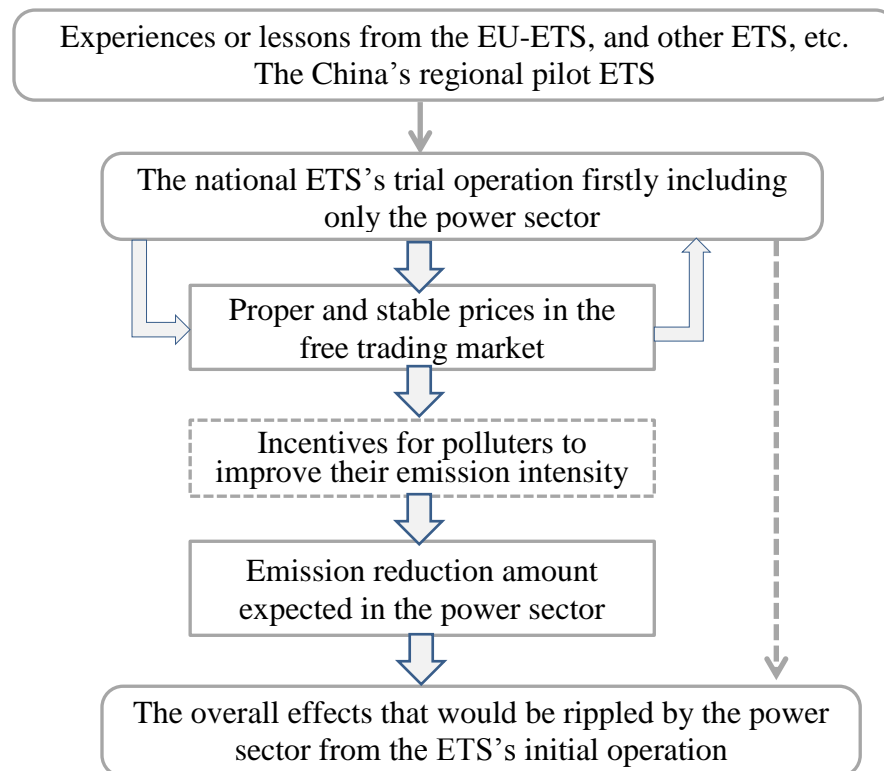 Experiences or lessons from the EU-ETS, and other ETS, etc.
The China's regional pilot ETS
The national ETS's trial operation firstly including
only the power sector
Proper and stable prices in the
free trading market
Incentives for polluters to
improve their emission intensity
Emission reduction amount
expected in the power sector
The overall effects that would be rippled by the power
sector from the ETS's initial operation